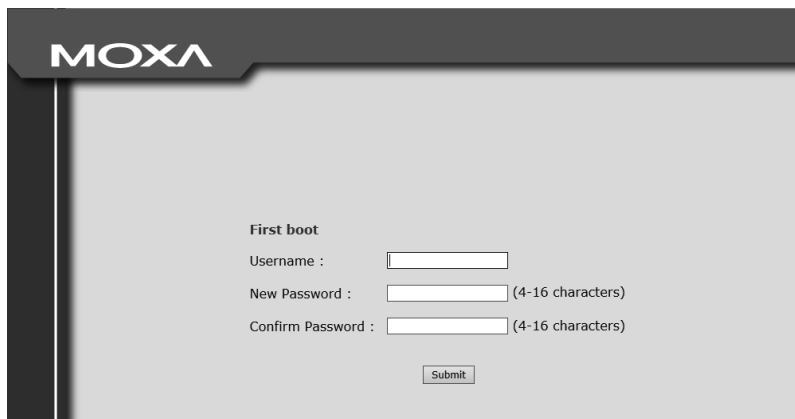 MOXA
First boot
Username :
New Password : (4-16 characters)
Confirm Password : (4-16 characters)
Submit